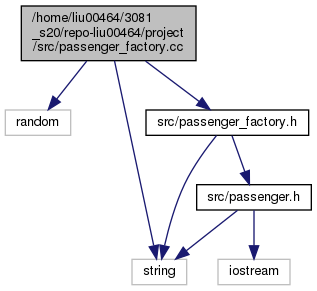 /home/liu00464/3081
_s20/repo-liu00464/project
/src/passenger_factory.cc
random
src/passenger_factory.h
src/passenger.h
string
iostream